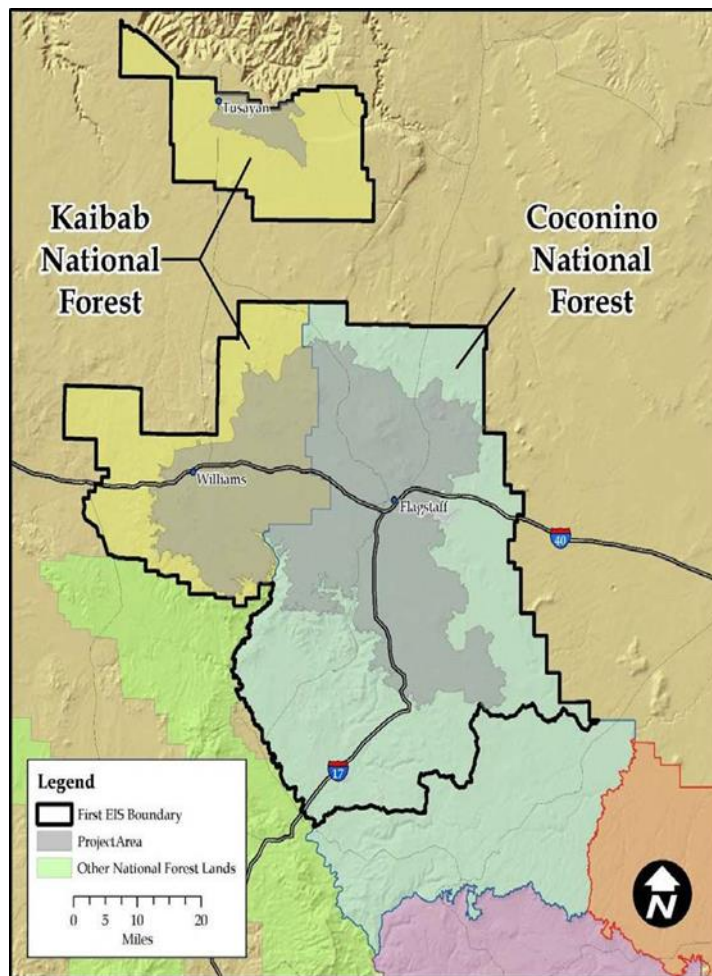 Tusayan
Kaibab
National
Forest
Coconino
National
Forest
Williams
Flagstaff
40
17
Legend
First EIS Boundary
Project Area
Other National Forest Lands
0 5 10 20
Miles
N